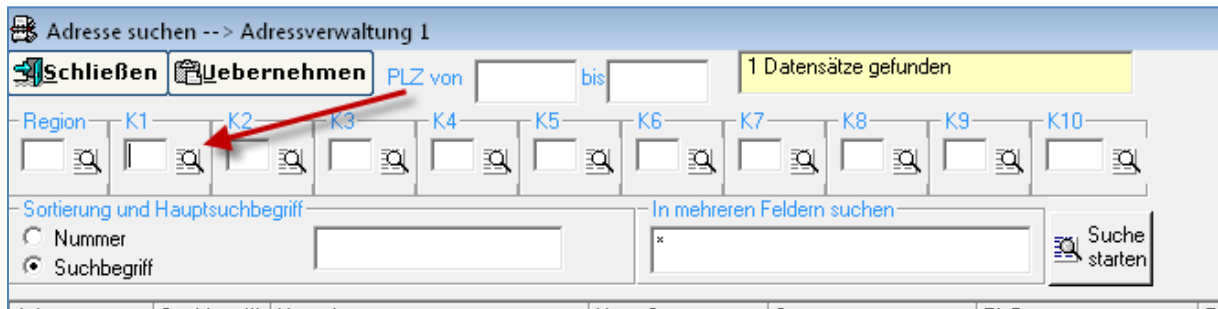 Adresse suchen --> Adressverwaltung 1
Schließen Uebernehmen PLZ von bis 1 Datensätze gefunden
Region K1 K2 K3 K4 K5 K6 K7 K8 K9 K10
Sortierung und Hauptsuchbegriff In mehreren Feldern suchen
Nummer * Suche
Suchbegriff starten